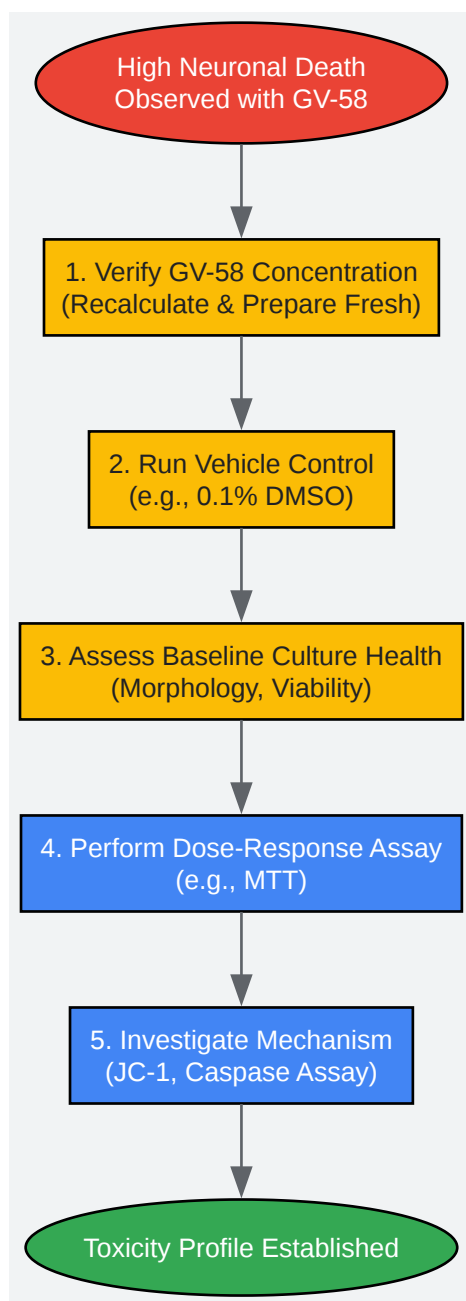 High Neuronal Death
Observed with GV-58
1. Verify GV-58 Concentration
(Recalculate & Prepare Fresh)
2. Run Vehicle Control
(e.g., 0.1% DMSO)
3. Assess Baseline Culture Health
(Morphology, Viability)
4. Perform Dose-Response Assay
(e.g., MTT)
5. Investigate Mechanism
(JC-1, Caspase Assay)
Toxicity Profile Established